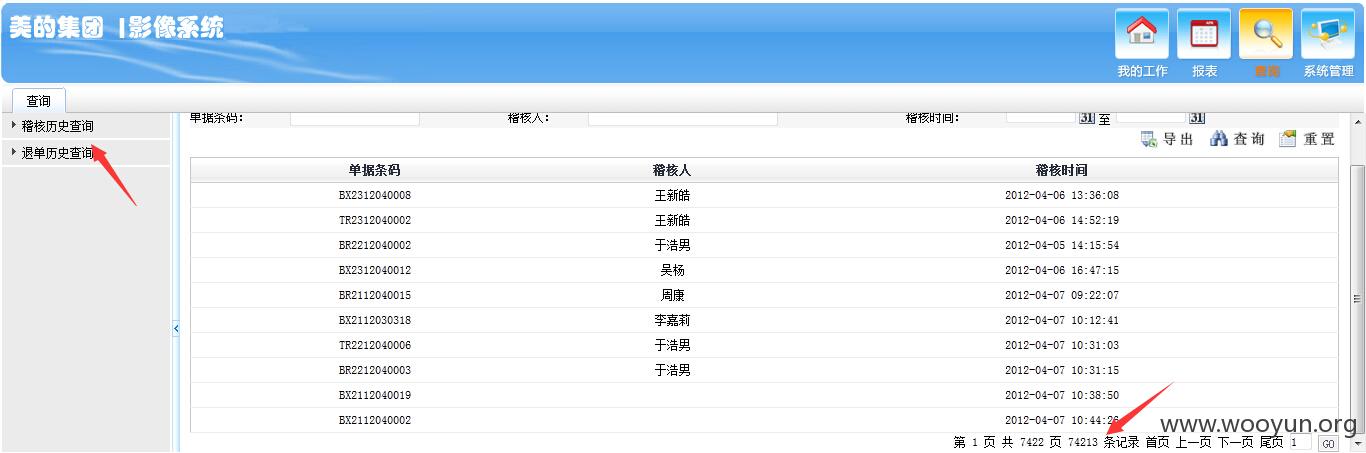 美的集团 | 影像系统
我的工作 报表 查询 系统管理
查询
稽核历史查询
退单历史查询
单据条码： 稽核人： 稽核时间： 31 至 31
导出 查询 重置
单据条码 稽核人 稽核时间
BX2312040008 王新皓 2012-04-06 13:36:08
TR2312040002 王新皓 2012-04-06 14:52:19
BR2212040002 于浩男 2012-04-05 14:15:54
BX2312040012 吴杨 2012-04-06 16:47:15
BR2112040015 周康 2012-04-07 09:22:07
BX2112030318 李嘉莉 2012-04-07 10:12:41
TR2212040006 于浩男 2012-04-07 10:31:03
BR2212040003 于浩男 2012-04-07 10:31:15
BX2112040019 2012-04-07 10:38:50
BX2112040002 2012-04-07 10:44:26
www.wooyun.org
第 1 页 共 7422 页 74213 条记录 首页 上一页 下一页 尾页 1 GO